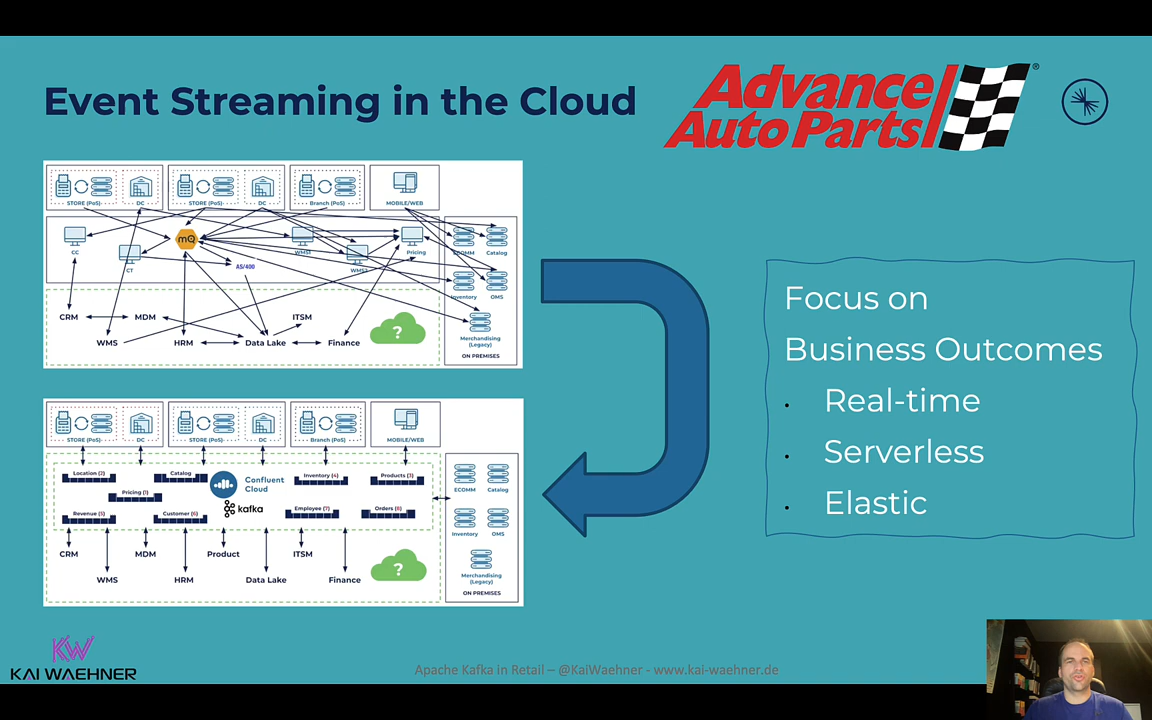 Event Streaming in the Cloud
Advance
Auto Parts
®
STORE (PoS) DC STORE (PoS) DC Branch (PoS) MOBILE/WEB
CC CT mQ AS/400 WMS Pricing ECOMM Catalog
Inventory OMS
CRM MDM ITSM
WMS HRM Data Lake Finance ?
Merchandising
(Legacy)
ON PREMISES
STORE (PoS) DC STORE (PoS) DC Branch (PoS) MOBILE/WEB
Location (2) Catalog Confluent Inventory (4) Products (3)
Cloud
Pricing (1) kafka
Revenue (5) Customer (6) Employee (7) Orders (8)
ECOMM Catalog
Inventory OMS
CRM MDM Product ITSM
WMS HRM Data Lake Finance ?
Merchandising
(Legacy)
ON PREMISES
Focus on
Business Outcomes
• Real-time
• Serverless
• Elastic
KW
KAI WAEHNER
Apache Kafka in Retail – @KaiWaehner - www.kai-waehner.de